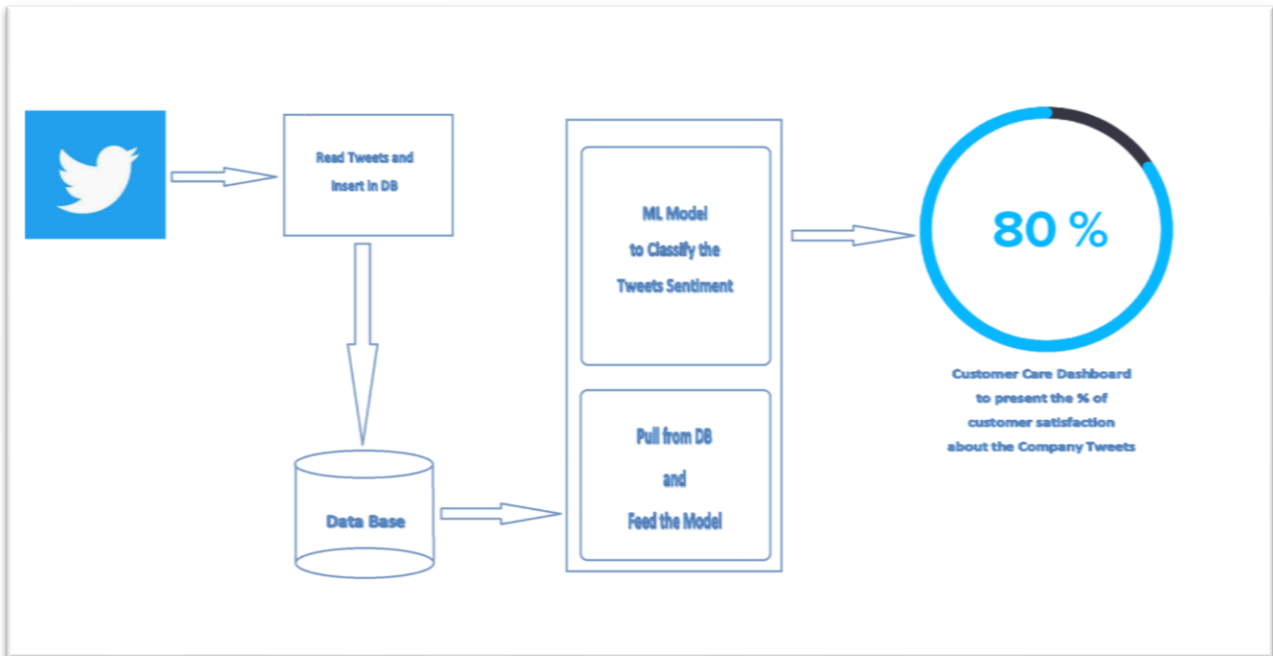 Read Tweets and
Insert in DB
Data Base
ML Model
to Classify the
Tweets Sentiment
Pull from DB
and
Feed the Model
80 %
Customer Care Dashboard
to present the % of
customer satisfaction
about the Company Tweets